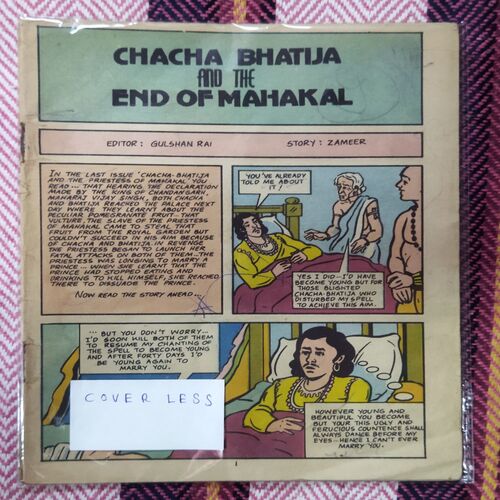 CHACHA BHATIJA
AND THE
END OF MAHAKAL
EDITOR: GULSHAN RAI STORY: ZAMEER
IN THE LAST ISSUE 'CHACHA-BHATIJA
AND THE PRIESTESS OF MAHAKAL' YOU
READ... THAT HEARING THE DECLARATION
MADE BY THE KING OF CHANDANGARH,
MAHARAJ VIJAY SINGH, BOTH CHACHA
AND BHATIJA REACHED THE PALACE NEXT
DAY WHERE THEY LEARNT ABOUT THE
PECULIAR POMEGRANATE FRUIT-THAT
VULTURE THE SLAVE OF THE PRIESTESS
OF MAHAKAL CAME TO STEAL THAT
FRUIT FROM THE ROYAL GARDEN BUT
COULDN'T SUCCEED IN HIS AIM BECAUSE
OF CHACHA AND BHATIJA. IN REVENGE
THE PRIESTESS BEGAN TO LAUNCH HER
FATAL ATTACKS ON BOTH OF THEM... THE
PRIESTESS WAS LONGING TO MARRY A
PRINCE... WHEN SHE LEARNT THAT THE
PRINCE HAD STOPPED EATING AND
DRINKING TO KILL HIMSELF, SHE REACHED
THERE TO DISSUADE THE PRINCE.
NOW READ THE STORY AHEAD...
YOU'VE ALREADY
TOLD ME ABOUT
IT!
YES I DID...I'D HAVE
BECOME YOUNG BUT FOR
THOSE BLIGHTED
CHACHA-BHATIJA WHO
DISTURBED MY SPELL
TO ACHIEVE THIS AIM.
... BUT YOU DON'T WORRY...
I'D SOON KILL BOTH OF THEM
TO RESUME MY CHANTING OF
THE SPELL TO BECOME YOUNG
AND AFTER FORTY DAYS I'D
BE YOUNG AGAIN TO
MARRY YOU.
COVER LESS
HOWEVER YOUNG AND
BEAUTIFUL YOU BECOME
BUT YOUR THIS UGLY AND
FERUCIOUS COUNTENCE SHALL
ALWAYS DANCE BEFORE MY
EYES...HENCE I CAN'T EVER
MARRY YOU.
1